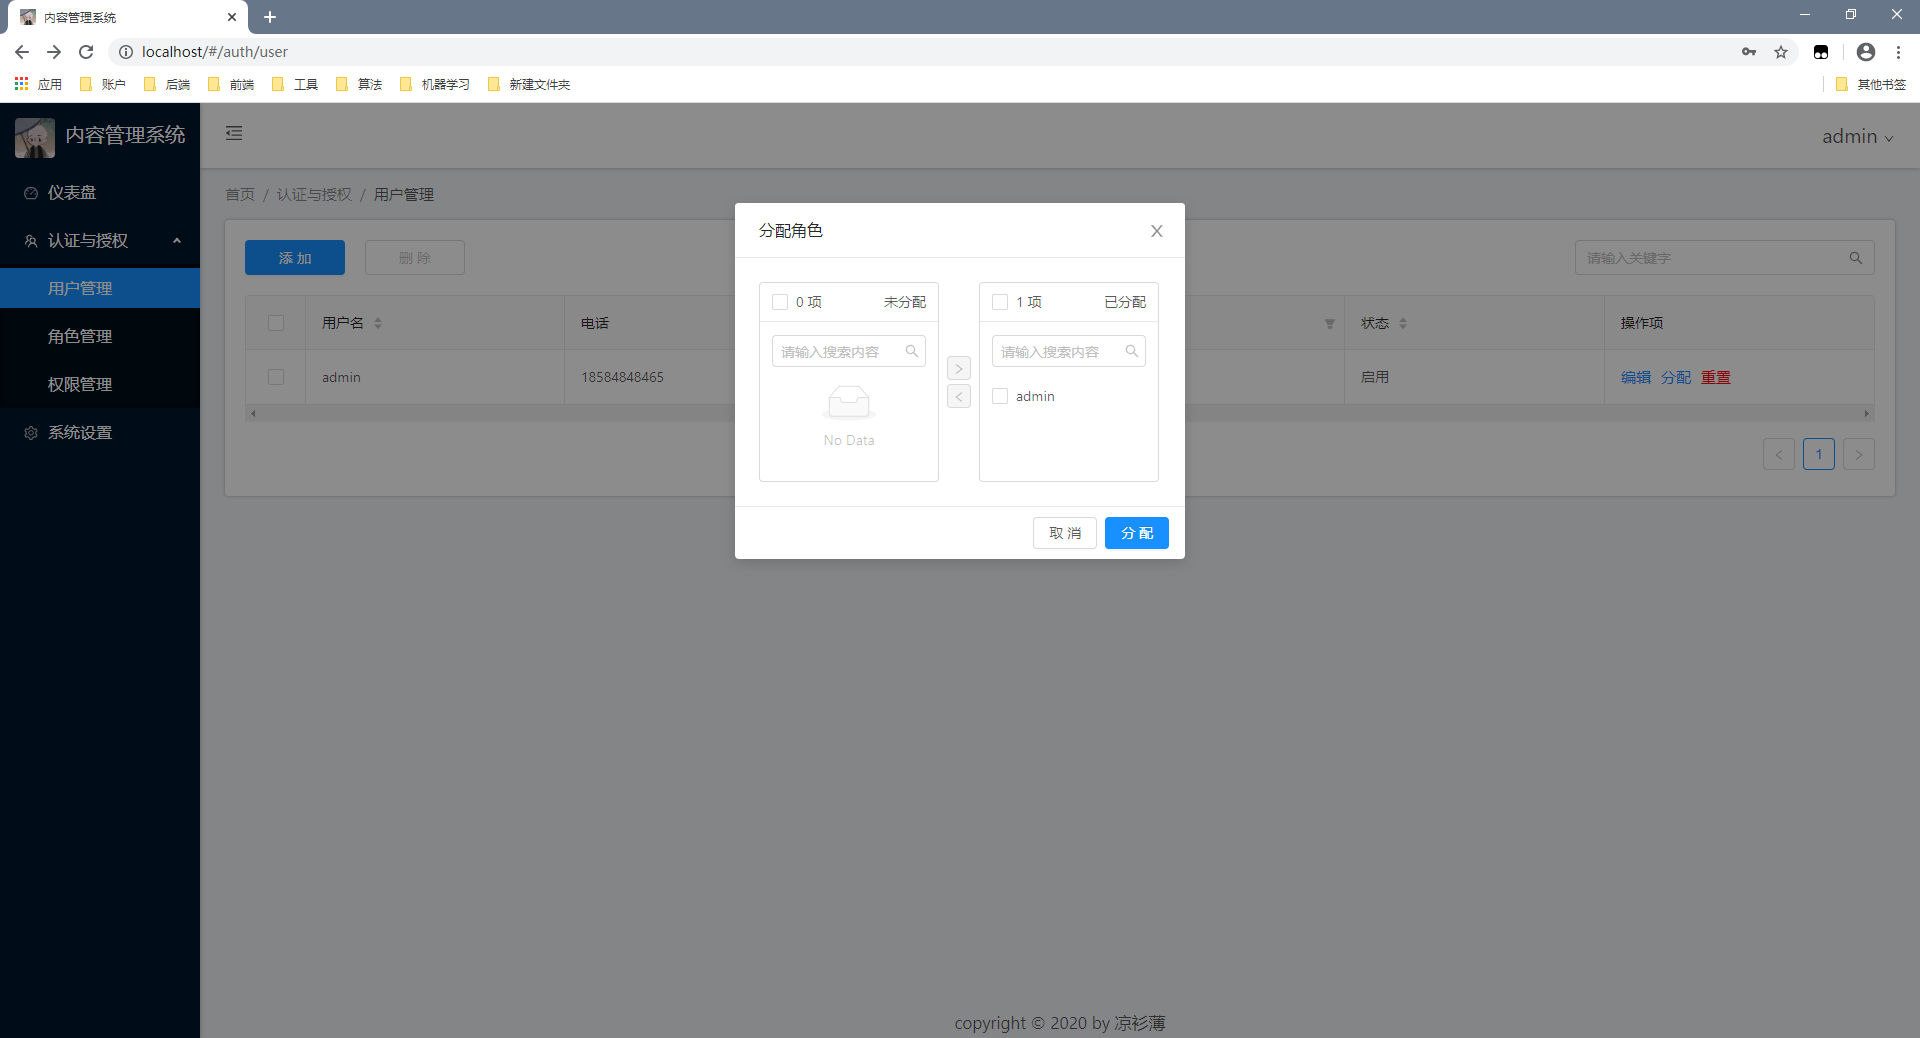 内容管理系统
localhost/#/auth/user
应用 账户 后端 前端 工具 算法 机器学习 新建文件夹 其他书签
内容管理系统
admin
仪表盘
认证与授权
用户管理
角色管理
权限管理
系统设置
首页 / 认证与授权 / 用户管理
添 加 删 除 请输入关键字
用户名 电话 状态 操作项
admin 18584848465 启用 编辑 分配 重置
1
分配角色
0 项 未分配
请输入搜索内容
No Data
1 项 已分配
请输入搜索内容
admin
取 消 分 配
copyright © 2020 by 凉衫薄